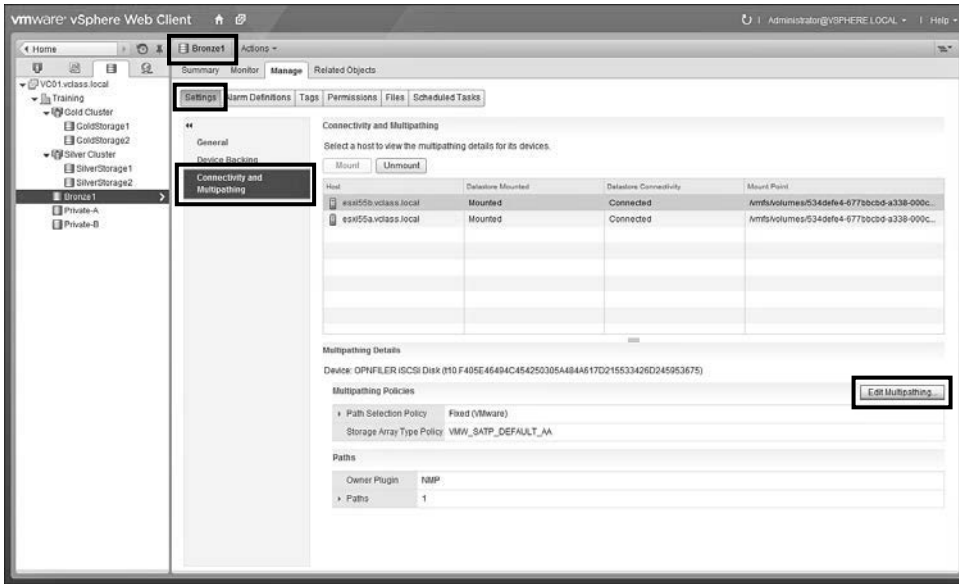 vmware vSphere Web Client
Administrator@VSPHERE.LOCAL
Help
Home
Bronze1
Actions
Summary Monitor Manage Related Objects
VC01.vclass.local
Training
Gold Cluster
GoldStorage1
GoldStorage2
Silver Cluster
SilverStorage1
SilverStorage2
Bronze1
Private-A
Private-B
Settings Alarm Definitions Tags Permissions Files Scheduled Tasks
General
Device Backing
Connectivity and
Multipathing
Connectivity and Multipathing
Select a host to view the multipathing details for its devices.
Mount Unmount
Host Datastore Mounted Datastore Connectivity Mount Point
esxi55b.vclass.local Mounted Connected /vmfs/volumes/534defe4-677bbcbd-a338-000c...
esxi55a.vclass.local Mounted Connected /vmfs/volumes/534defe4-677bbcbd-a338-000c...
Multipathing Details
Device: OPNFILER iSCSI Disk (t10.F405E46494C454250305A484A617D215533426D245953675)
Multipathing Policies
Edit Multipathing...
Path Selection Policy Fixed (VMware)
Storage Array Type Policy VMW_SATP_DEFAULT_AA
Paths
Owner Plugin NMP
Paths 1